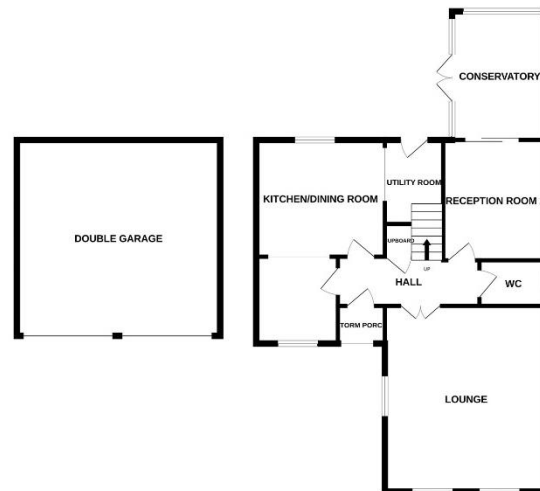 CONSERVATORY
UTILITY ROOM
KITCHEN/DINING ROOM
RECEPTION ROOM
DOUBLE GARAGE
UPBOARD
UP
HALL
WC
TORM PORC
LOUNGE